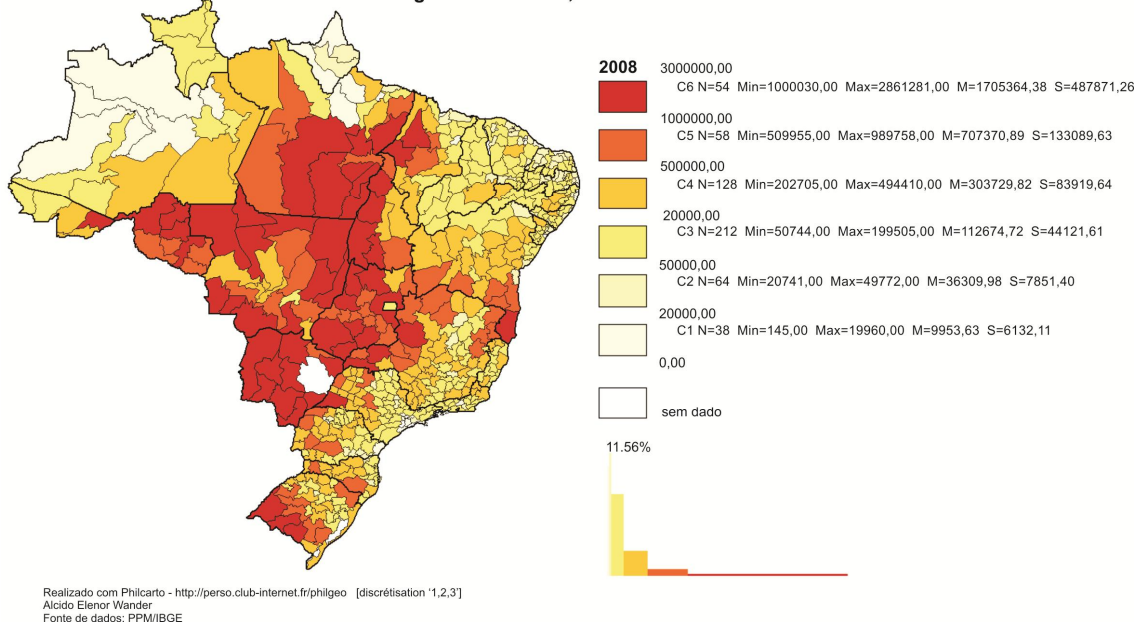 2008
3000000,00
C6 N=54 Min=1000030,00 Max=2861281,00 M=1705364,38 S=487871,26
1000000,00
C5 N=58 Min=509955,00 Max=989758,00 M=707370,89 S=133089,63
500000,00
C4 N=128 Min=202705,00 Max=494410,00 M=303729,82 S=83919,64
20000,00
C3 N=212 Min=50744,00 Max=199505,00 M=112674,72 S=44121,61
50000,00
C2 N=64 Min=20741,00 Max=49772,00 M=36309,98 S=7851,40
20000,00
C1 N=38 Min=145,00 Max=19960,00 M=9953,63 S=6132,11
0,00
sem dado
11.56%
Realizado com Philcarto - http://perso.club-internet.fr/philgeo [discrétisation '1,2,3']
Alcido Elenor Wander
Fonte de dados: PPM/IBGE